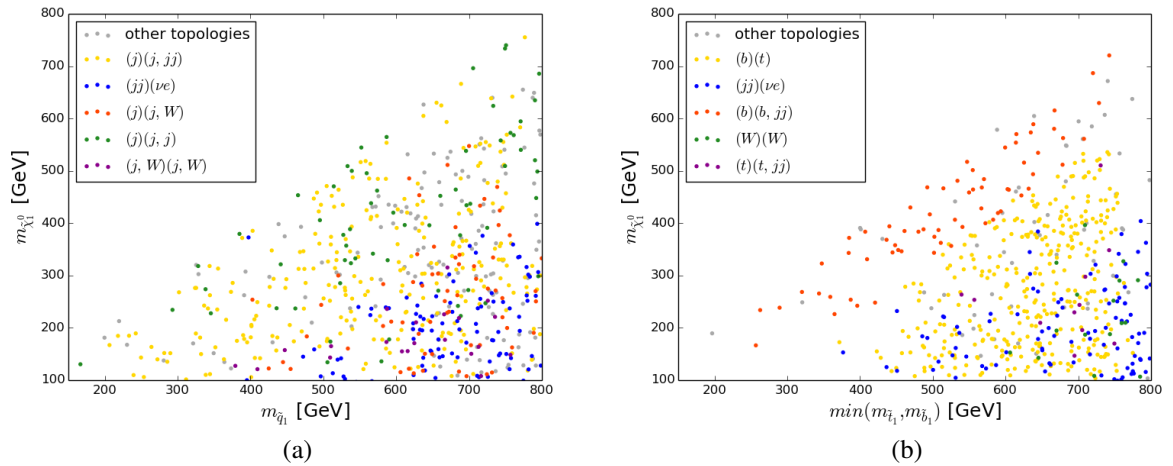 800
700
600
500
400
300
200
100
m_{\tilde{\chi}_1^0} [GeV]
other topologies
(j)(j, jj)
(jj)(νe)
(j)(j, W)
(j)(j, j)
(j, W)(j, W)
200 300 400 500 600 700 800
m_{\tilde{q}_1} [GeV]
(a)
800
700
600
500
400
300
200
100
m_{\tilde{\chi}_1^0} [GeV]
other topologies
(b)(t)
(jj)(νe)
(b)(b, jj)
(W)(W)
(t)(t, jj)
200 300 400 500 600 700 800
min(m_{\tilde{t}_1}, m_{\tilde{b}_1}) [GeV]
(b)